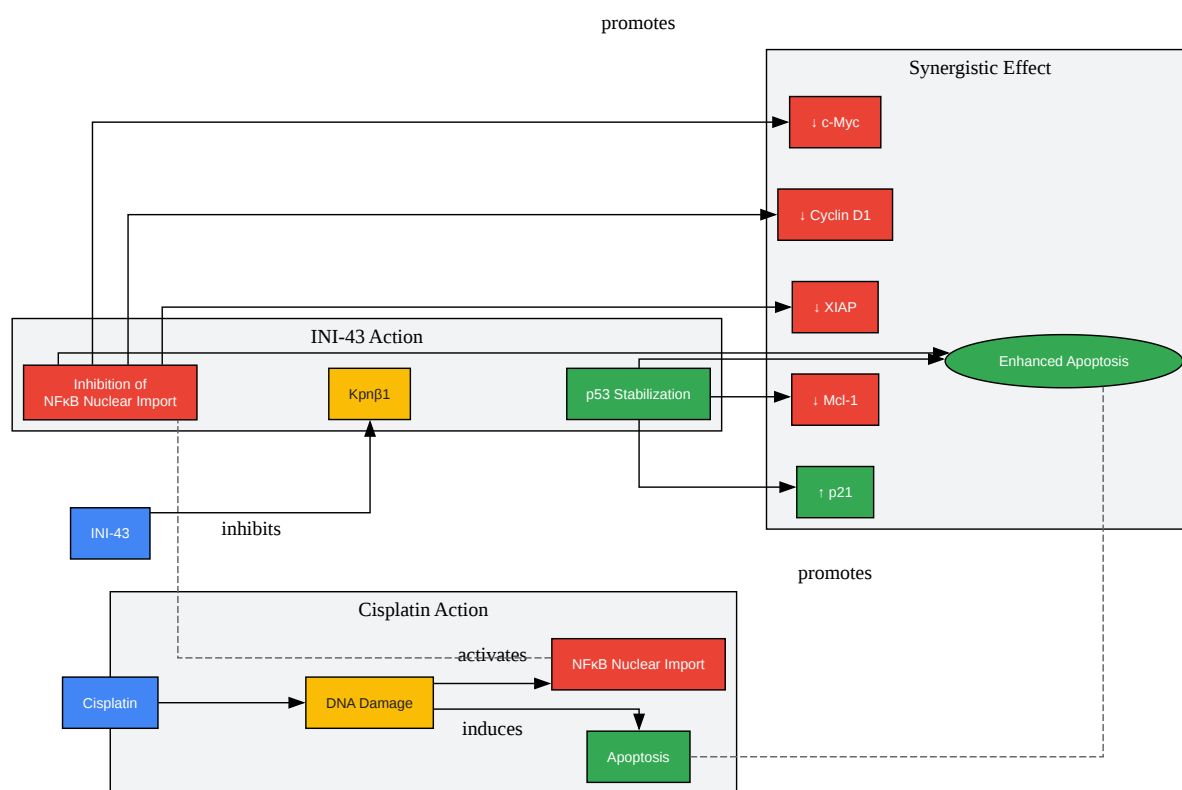 promotes
Synergistic Effect
↓ c-Myc
↓ Cyclin D1
↓ XIAP
INI-43 Action
Inhibition of
NFκB Nuclear Import
Kpnβ1
p53 Stabilization
Enhanced Apoptosis
↓ Mcl-1
↑ p21
INI-43
inhibits
promotes
Cisplatin Action
activates
NFκB Nuclear Import
Cisplatin
DNA Damage
induces
Apoptosis